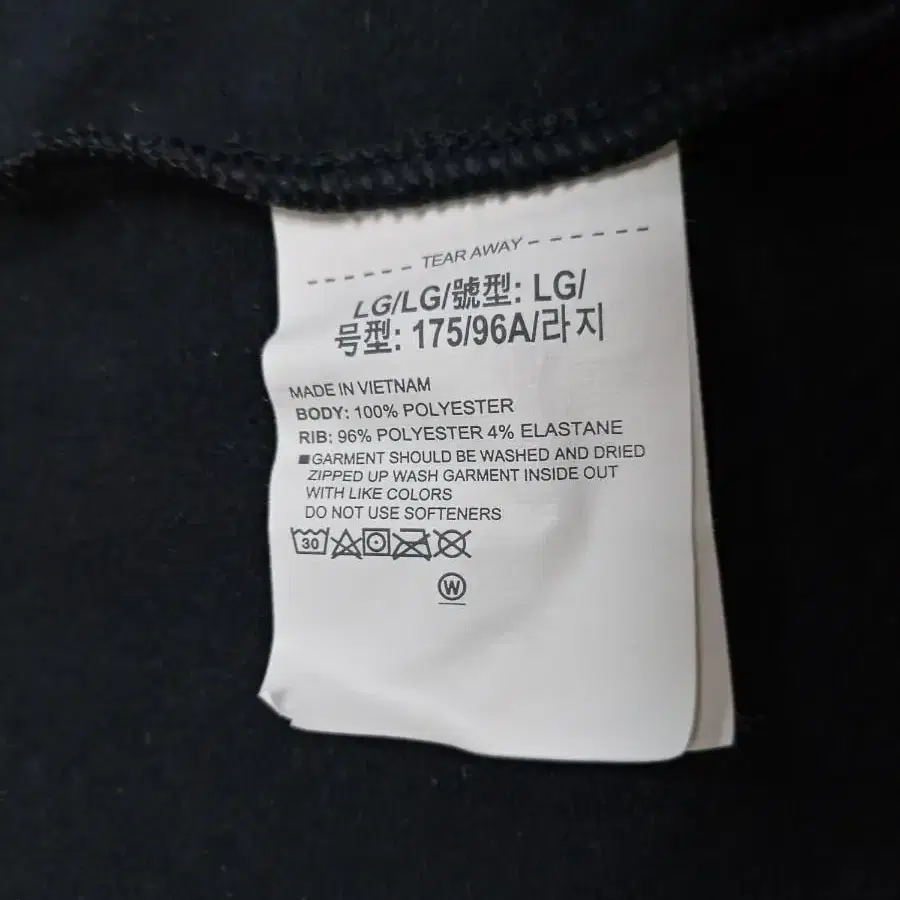 TEAR AWAY
LG/LG/號型: LG/
号型: 175/96A/라지
MADE IN VIETNAM
BODY: 100% POLYESTER
RIB: 96% POLYESTER 4% ELASTANE
■GARMENT SHOULD BE WASHED AND DRIED
ZIPPED UP WASH GARMENT INSIDE OUT
WITH LIKE COLORS
DO NOT USE SOFTENERS
30
W